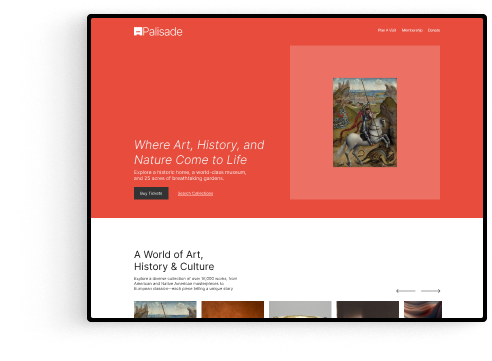 Palisade
Plan A Visit Membership Donate
Where Art, History, and
Nature Come to Life
Explore a historic home, a world-class museum,
and 25 acres of breathtaking gardens.
Buy Tickets Search Collections
A World of Art,
History & Culture
Explore a diverse collection of over 16,000 works, from
American and Native American masterpieces to
European classics—each piece telling a unique story